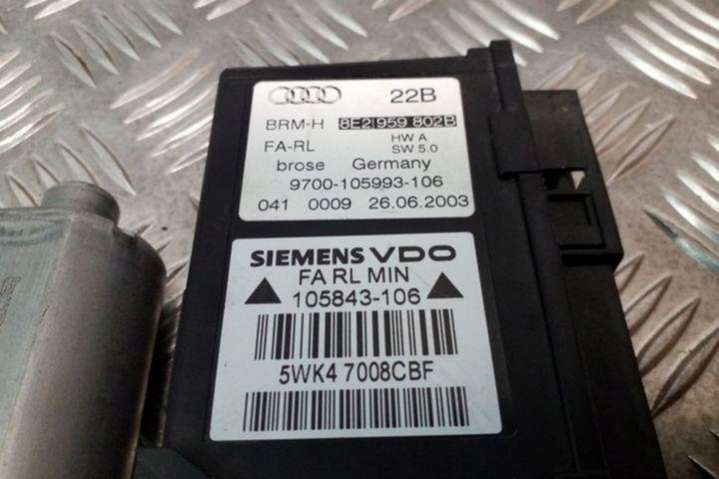 22B
BRM-H 8E2 959 802B
FA-RL HW A
SW 5.0
brose Germany
9700-105993-106
041 0009 26.06.2003
SIEMENS VDO
FA RL MIN
105843-106
5WK4 7008CBF